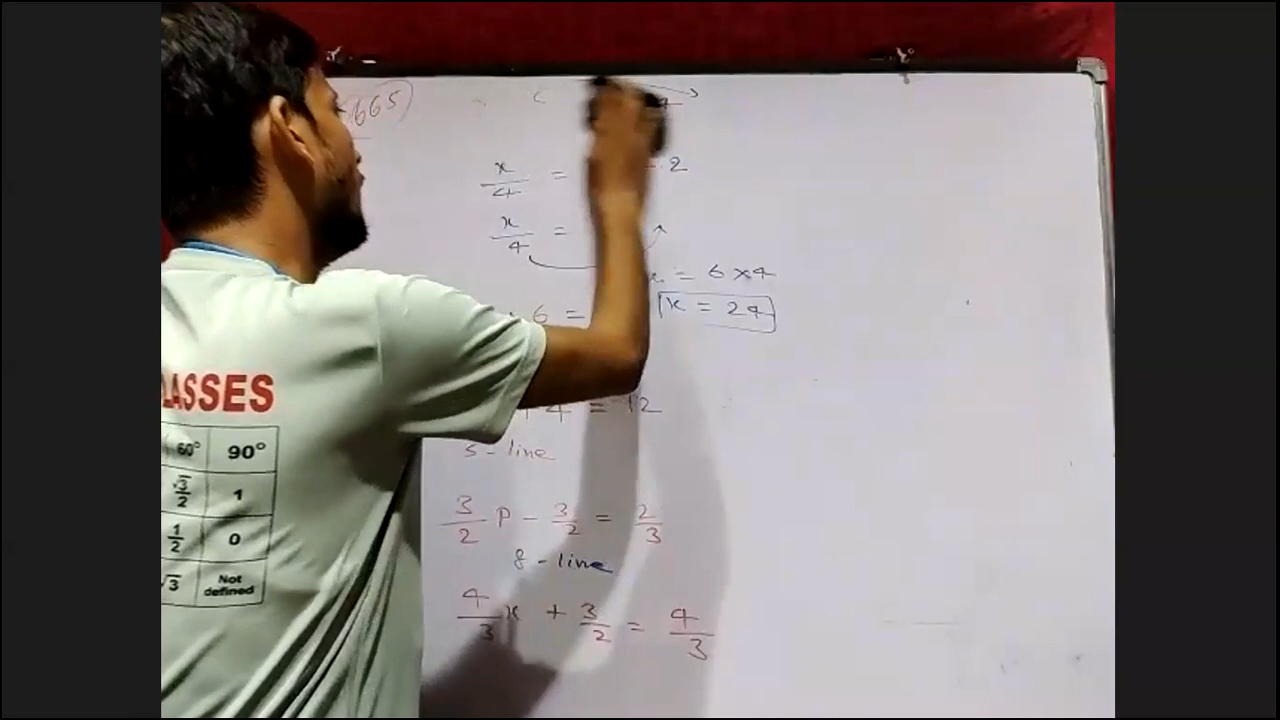 665)
x/4 = - 2
x/4 =
x = 6 x 4
6 =
x = 24
+ 4 = 12
5 - line
3/2 p - 3/2 = 2/3
8 - line
4/3 x + 3/2 = 4/3
LASSES
60° 90°
√3/2 1
1/2 0
√3 Not defined